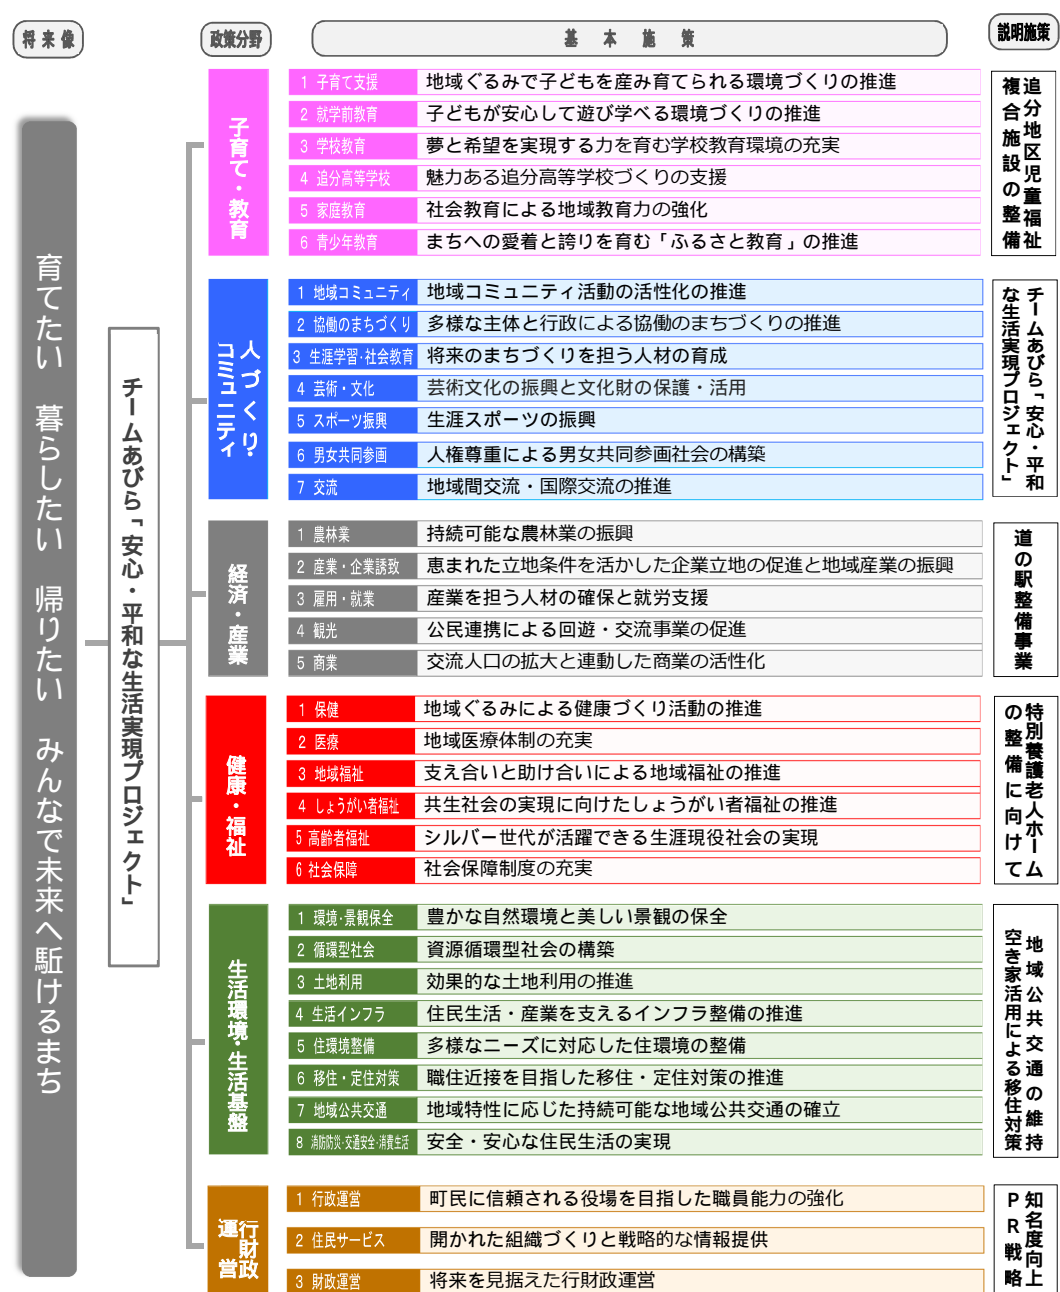 将来像
政策分野
基本施策
説明施策
育てたい 暮らしたい 帰りたい みんなで未来へ駈けるまち
チームあびら「安心・平和な生活実現プロジェクト」
子育て・教育
1 子育て支援 地域ぐるみで子どもを産み育てられる環境づくりの推進
2 就学前教育 子どもが安心して遊び学べる環境づくりの推進
3 学校教育 夢と希望を実現する力を育む学校教育環境の充実
4 追分高等学校 魅力ある追分高等学校づくりの支援
5 家庭教育 社会教育による地域教育力の強化
6 青少年教育 まちへの愛着と誇りを育む「ふるさと教育」の推進
追分地区児童福祉
複合施設の整備
人づくり・
コミュニティ
1 地域コミュニティ 地域コミュニティ活動の活性化の推進
2 協働のまちづくり 多様な主体と行政による協働のまちづくりの推進
3 生涯学習・社会教育 将来のまちづくりを担う人材の育成
4 芸術・文化 芸術文化の振興と文化財の保護・活用
5 スポーツ振興 生涯スポーツの振興
6 男女共同参画 人権尊重による男女共同参画社会の構築
7 交流 地域間交流・国際交流の推進
チームあびら「安心・平和
な生活実現プロジェクト」
経済・産業
1 農林業 持続可能な農林業の振興
2 産業・企業誘致 恵まれた立地条件を活かした企業立地の促進と地域産業の振興
3 雇用・就業 産業を担う人材の確保と就労支援
4 観光 公民連携による回遊・交流事業の促進
5 商業 交流人口の拡大と連動した商業の活性化
道の駅整備事業
健康・福祉
1 保健 地域ぐるみによる健康づくり活動の推進
2 医療 地域医療体制の充実
3 地域福祉 支え合いと助け合いによる地域福祉の推進
4 しょうがい者福祉 共生社会の実現に向けたしょうがい者福祉の推進
5 高齢者福祉 シルバー世代が活躍できる生涯現役社会の実現
6 社会保障 社会保障制度の充実
特別養護老人ホーム
の整備に向けて
生活環境・生活基盤
1 環境・景観保全 豊かな自然環境と美しい景観の保全
2 循環型社会 資源循環型社会の構築
3 土地利用 効果的な土地利用の推進
4 生活インフラ 住民生活・産業を支えるインフラ整備の推進
5 住環境整備 多様なニーズに対応した住環境の整備
6 移住・定住対策 職住近接を目指した移住・定住対策の推進
7 地域公共交通 地域特性に応じた持続可能な地域公共交通の確立
8 消防防災・交通安全・消費生活 安全・安心な住民生活の実現
地域公共交通の維持
空き家活用による移住対策
行財政
運営
1 行政運営 町民に信頼される役場を目指した職員能力の強化
2 住民サービス 開かれた組織づくりと戦略的な情報提供
3 財政運営 将来を見据えた行財政運営
知名度向上
PR戦略